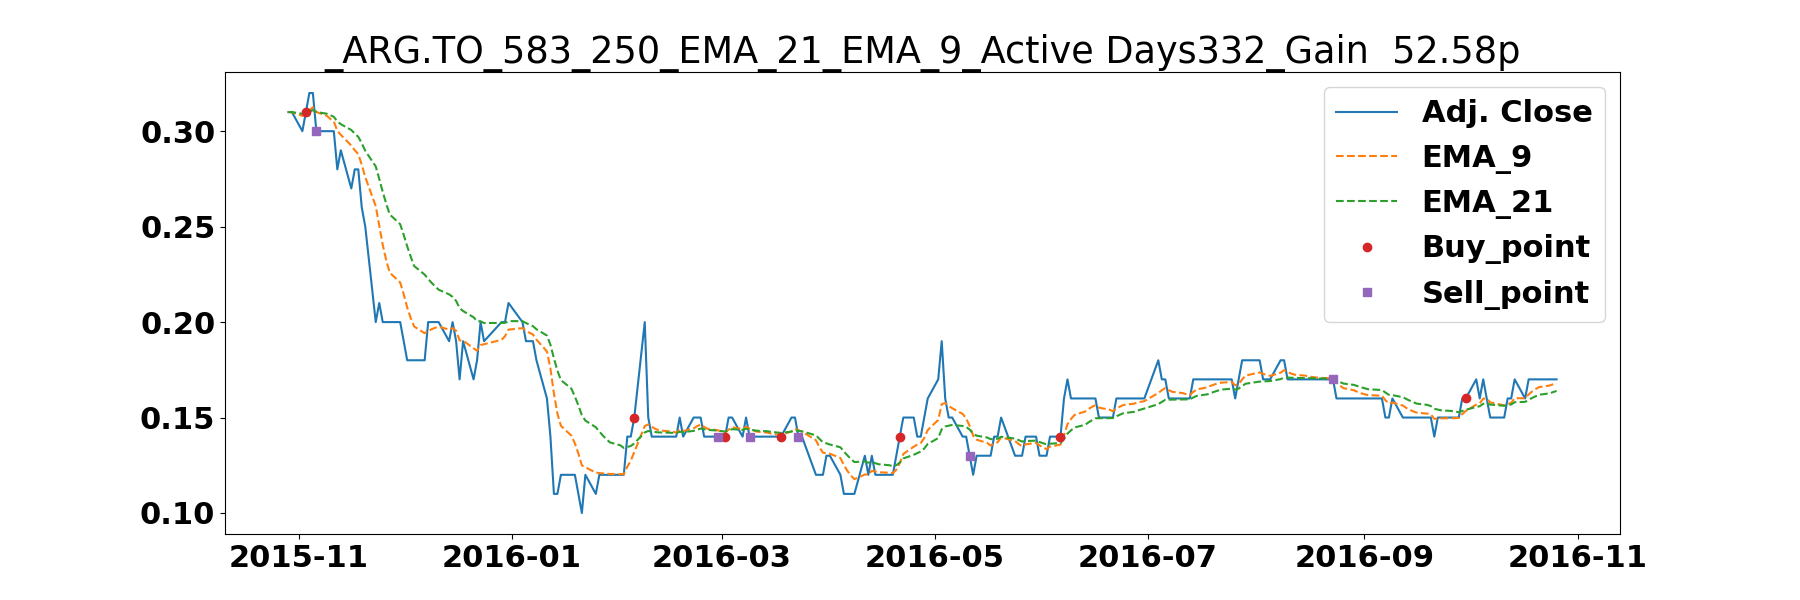 _ARG.TO_583_250_EMA_21_EMA_9_Active Days332_Gain  52.58p
Adj. Close
EMA_9
EMA_21
Buy_point
Sell_point
0.30
0.25
0.20
0.15
0.10
2015-11 2016-01 2016-03 2016-05 2016-07 2016-09 2016-11